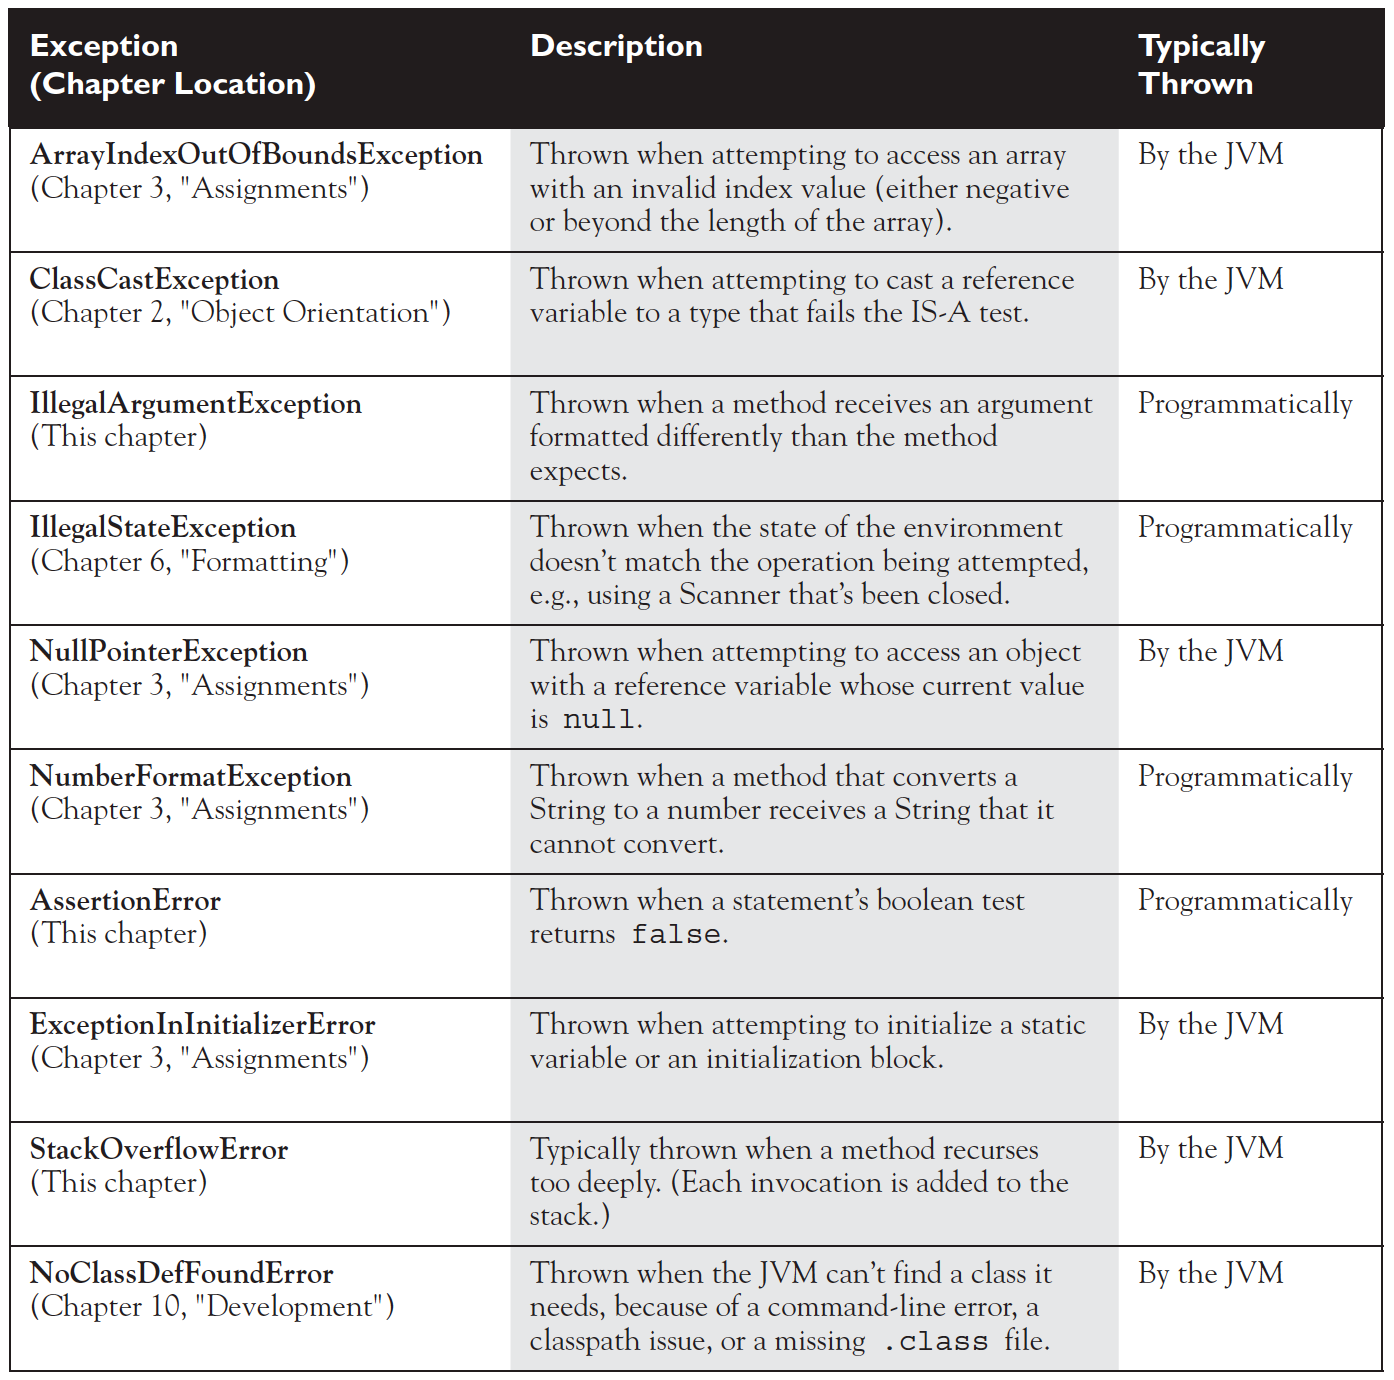 Exception
(Chapter Location)
Description
Typically
Thrown
ArrayIndexOutOfBoundsException
(Chapter 3, "Assignments")
Thrown when attempting to access an array
with an invalid index value (either negative
or beyond the length of the array).
By the JVM
ClassCastException
(Chapter 2, "Object Orientation")
Thrown when attempting to cast a reference
variable to a type that fails the IS-A test.
By the JVM
IllegalArgumentException
(This chapter)
Thrown when a method receives an argument
formatted differently than the method
expects.
Programmatically
IllegalStateException
(Chapter 6, "Formatting")
Thrown when the state of the environment
doesn't match the operation being attempted,
e.g., using a Scanner that's been closed.
Programmatically
NullPointerException
(Chapter 3, "Assignments")
Thrown when attempting to access an object
with a reference variable whose current value
is null.
By the JVM
NumberFormatException
(Chapter 3, "Assignments")
Thrown when a method that converts a
String to a number receives a String that it
cannot convert.
Programmatically
AssertionError
(This chapter)
Thrown when a statement's boolean test
returns false.
Programmatically
ExceptionInInitializerError
(Chapter 3, "Assignments")
Thrown when attempting to initialize a static
variable or an initialization block.
By the JVM
StackOverflowError
(This chapter)
Typically thrown when a method recurses
too deeply. (Each invocation is added to the
stack.)
By the JVM
NoClassDefFoundError
(Chapter 10, "Development")
Thrown when the JVM can't find a class it
needs, because of a command-line error, a
classpath issue, or a missing .class file.
By the JVM